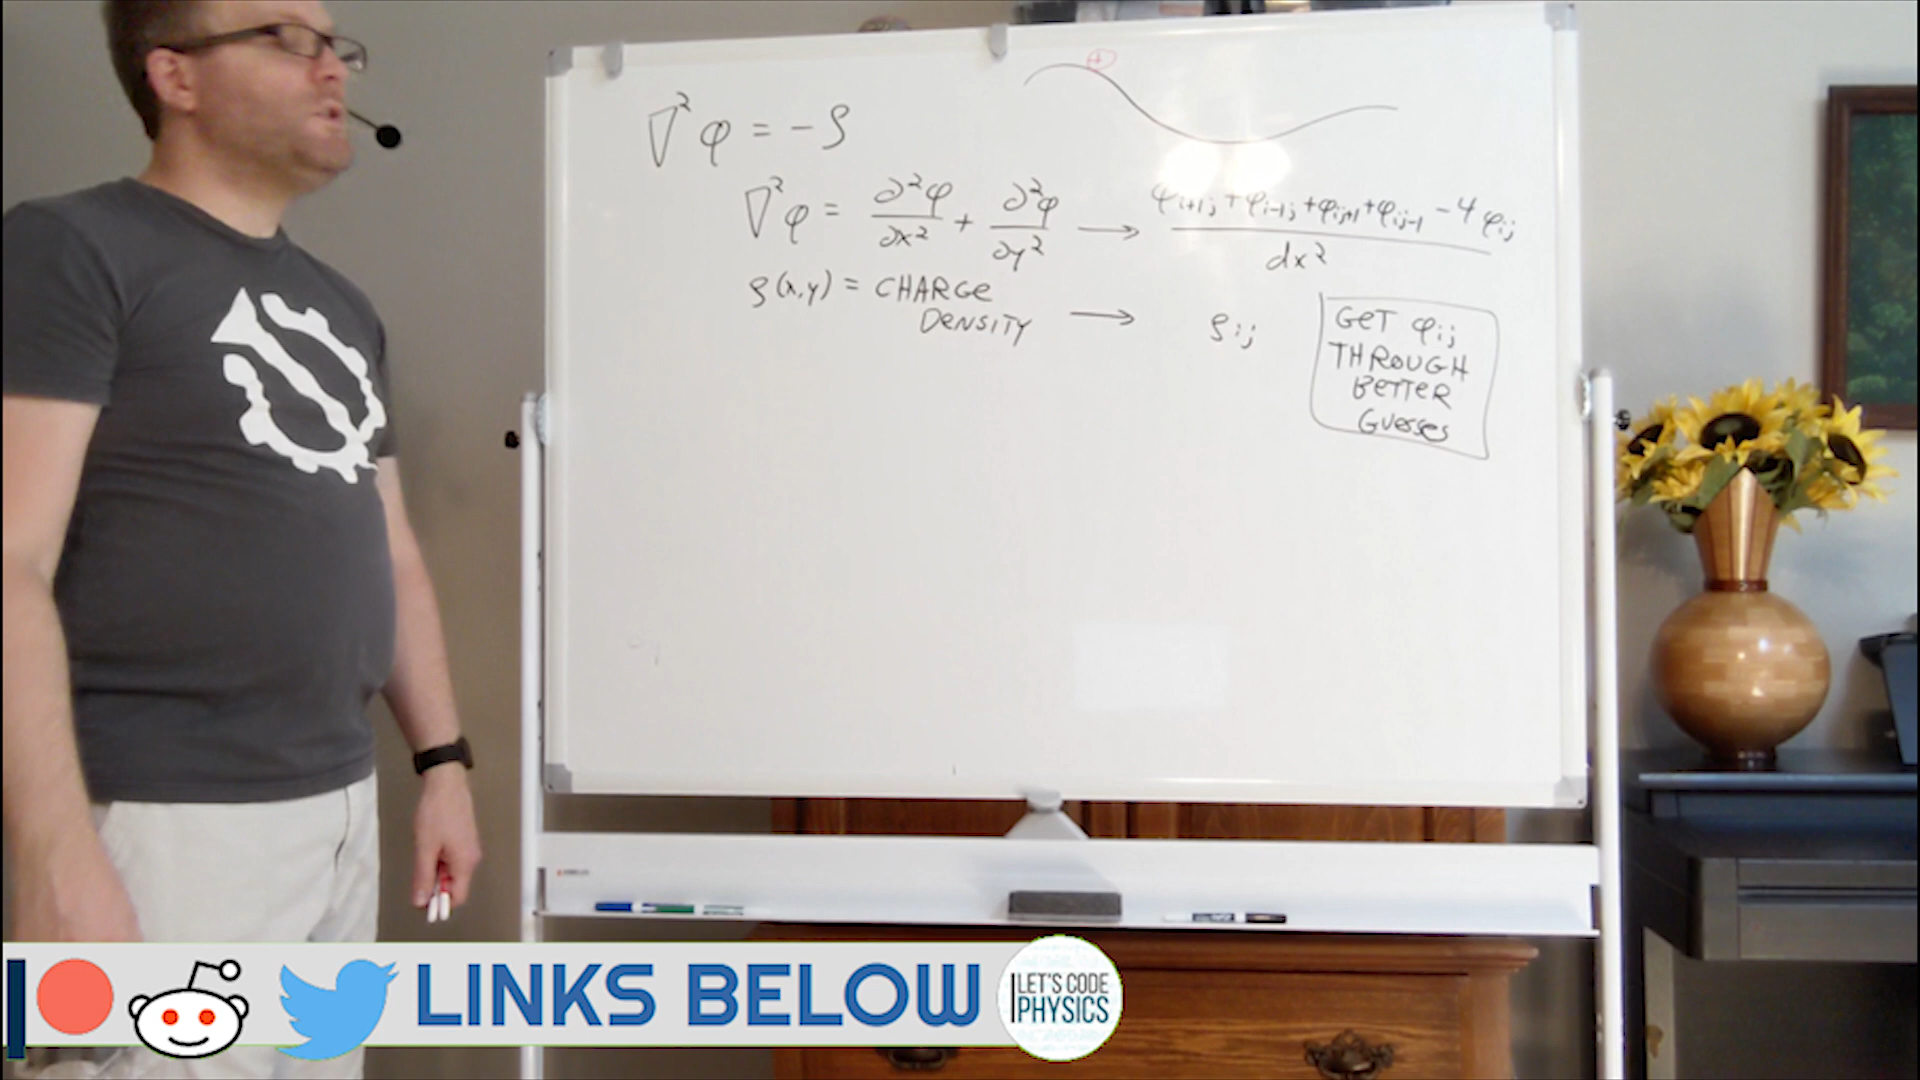 +
∇²φ = -ρ
∇²φ = ∂²φ/∂x² + ∂²φ/∂y² → (φi+1j + φi-1j + φij+1 + φij-1 - 4φij)/dx²
ρ(x,y) = CHARGE
DENSITY → ρij
GET φij
THROUGH
BETTER
GUESSES
LINKS BELOW
LET'S CODE
PHYSICS